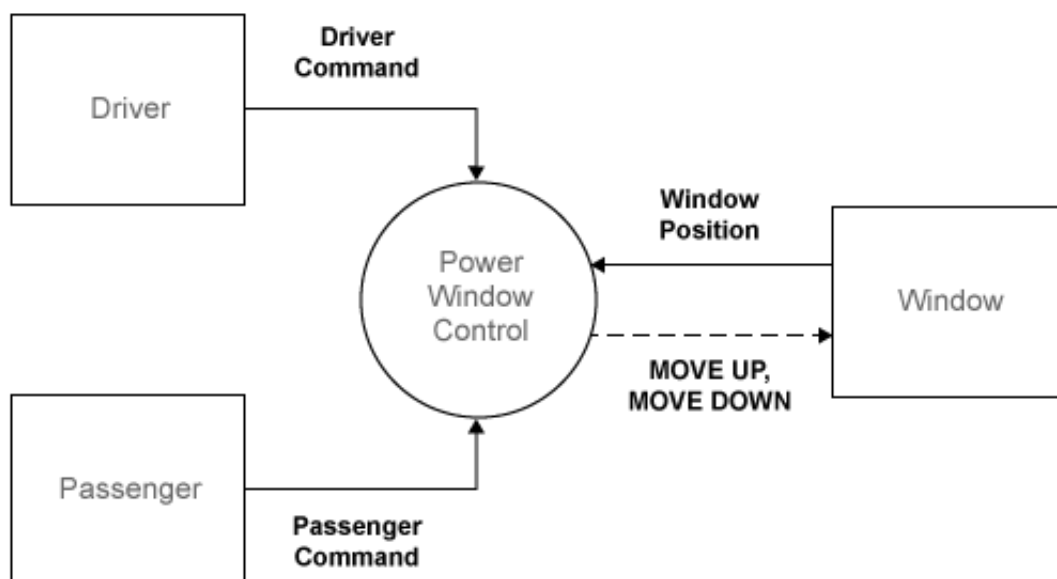 Driver
Command
Driver
Window
Position
Power
Window
Control
Window
MOVE UP,
MOVE DOWN
Passenger
Passenger
Command